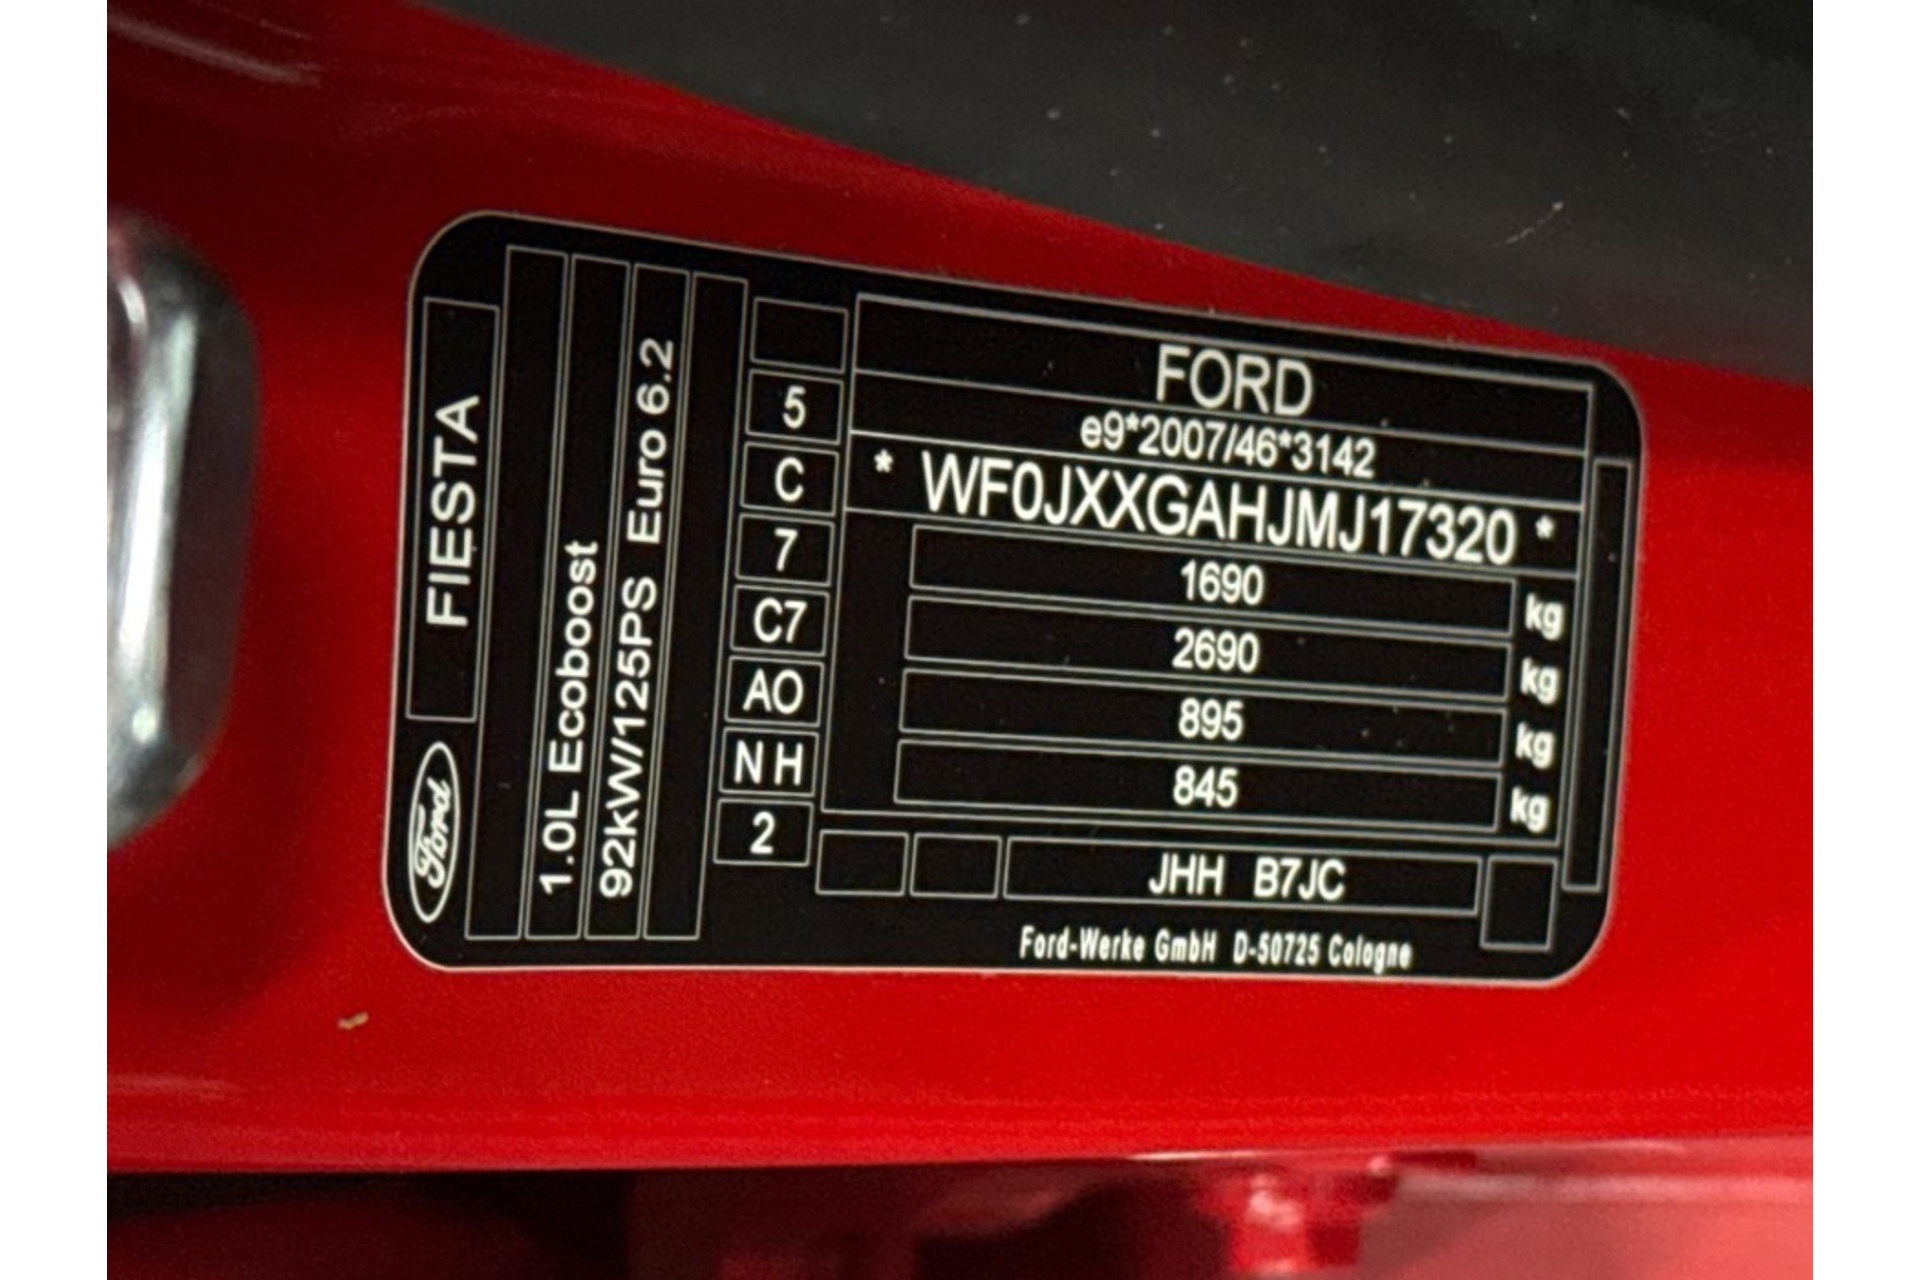 FORD
e9*2007/46*3142
* WF0JXXGAHJMJ17320 *
1690 kg
2690 kg
895 kg
845 kg
JHH B7JC
Ford-Werke GmbH D-50725 Cologne
5
C
7
C7
AO
NH
2
FIESTA
Ford
1.0L Ecoboost
92kW/125PS Euro 6.2